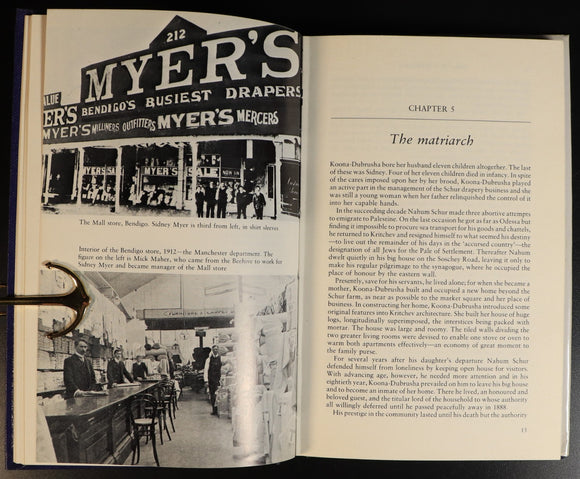 212
MYER'S
ALUE
ER'S BENDIGO'S BUSIEST DRAPERS
MYER'S MILLINERS OUTFITTERS MYER'S MERCERS
MYER'S SALE
The Mall store, Bendigo. Sidney Myer is third from left, in shirt sleeves
Interior of the Bendigo store, 1912—the Manchester department. The
figure on the left is Mick Maher, who came from the Beehive to work for
Sidney Myer and became manager of the Mall store
FURNITURE & CARPET
CHAPTER 5
The matriarch
Koona-Dubrusha bore her husband eleven children altogether. The last
of these was Sidney. Four of her eleven children died in infancy. In spite
of the cares imposed upon her by her brood, Koona-Dubrusha played
an active part in the management of the Schur drapery business and she
was still a young woman when her father relinquished the control of it
into her capable hands.
In the succeeding decade Nahum Schur made three abortive attempts
to emigrate to Palestine. On the last occasion he got as far as Odessa but
finding it impossible to procure sea transport for his goods and chattels,
he returned to Kritchev and resigned himself to what seemed his destiny
—to live out the remainder of his days in the 'accursed country'—the
designation of all Jews for the Pale of Settlement. Thereafter Nahum
dwelt quietly in his big house on the Soschey Road, leaving it only to
make his regular pilgrimage to the synagogue, where he occupied the
place of honour by the eastern wall.
Presently, save for his servants, he lived alone; for when she became a
mother, Koona-Dubrusha built and occupied a new home beyond the
Schur farm, as near as possible to the market square and her place of
business. In constructing her home, Koona-Dubrusha introduced some
original features into Kritchev architecture. She built her house of huge
logs, longitudinally superimposed, the interstices being packed with
mortar. The house was large and roomy. The tiled walls dividing the
two greater living rooms were devised to enable one stove or oven to
warm both apartments effectively—an economy of great moment to
the family purse.
For several years after his daughter's departure Nahum Schur
defended himself from loneliness by keeping open house for visitors.
With advancing age, however, he needed more attention and in his
eightieth year, Koona-Dubrusha prevailed on him to leave his big house
and to become an inmate of her home. There he lived, an honoured and
beloved guest, and the titular lord of the household to whose authority
all willingly deferred until he passed peacefully away in 1888
His prestige in the community lasted until his death but the authority
15